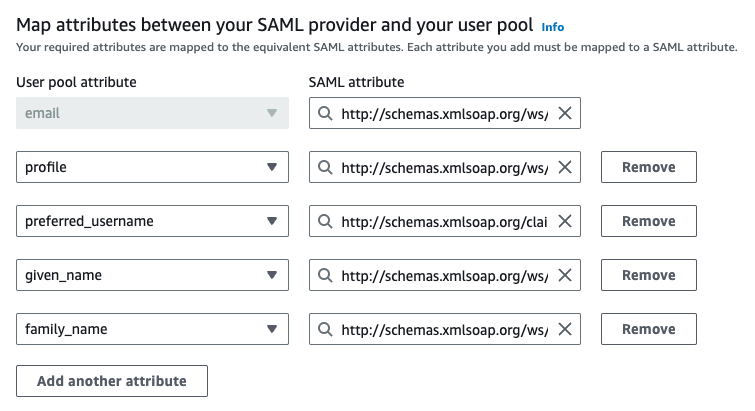 Map attributes between your SAML provider and your user pool Info
Your required attributes are mapped to the equivalent SAML attributes. Each attribute you add must be mapped to a SAML attribute.
User pool attribute SAML attribute
email http://schemas.xmlsoap.org/ws/
profile http://schemas.xmlsoap.org/ws/ Remove
preferred_username http://schemas.xmlsoap.org/clai Remove
given_name http://schemas.xmlsoap.org/ws/ Remove
family_name http://schemas.xmlsoap.org/ws/ Remove
Add another attribute